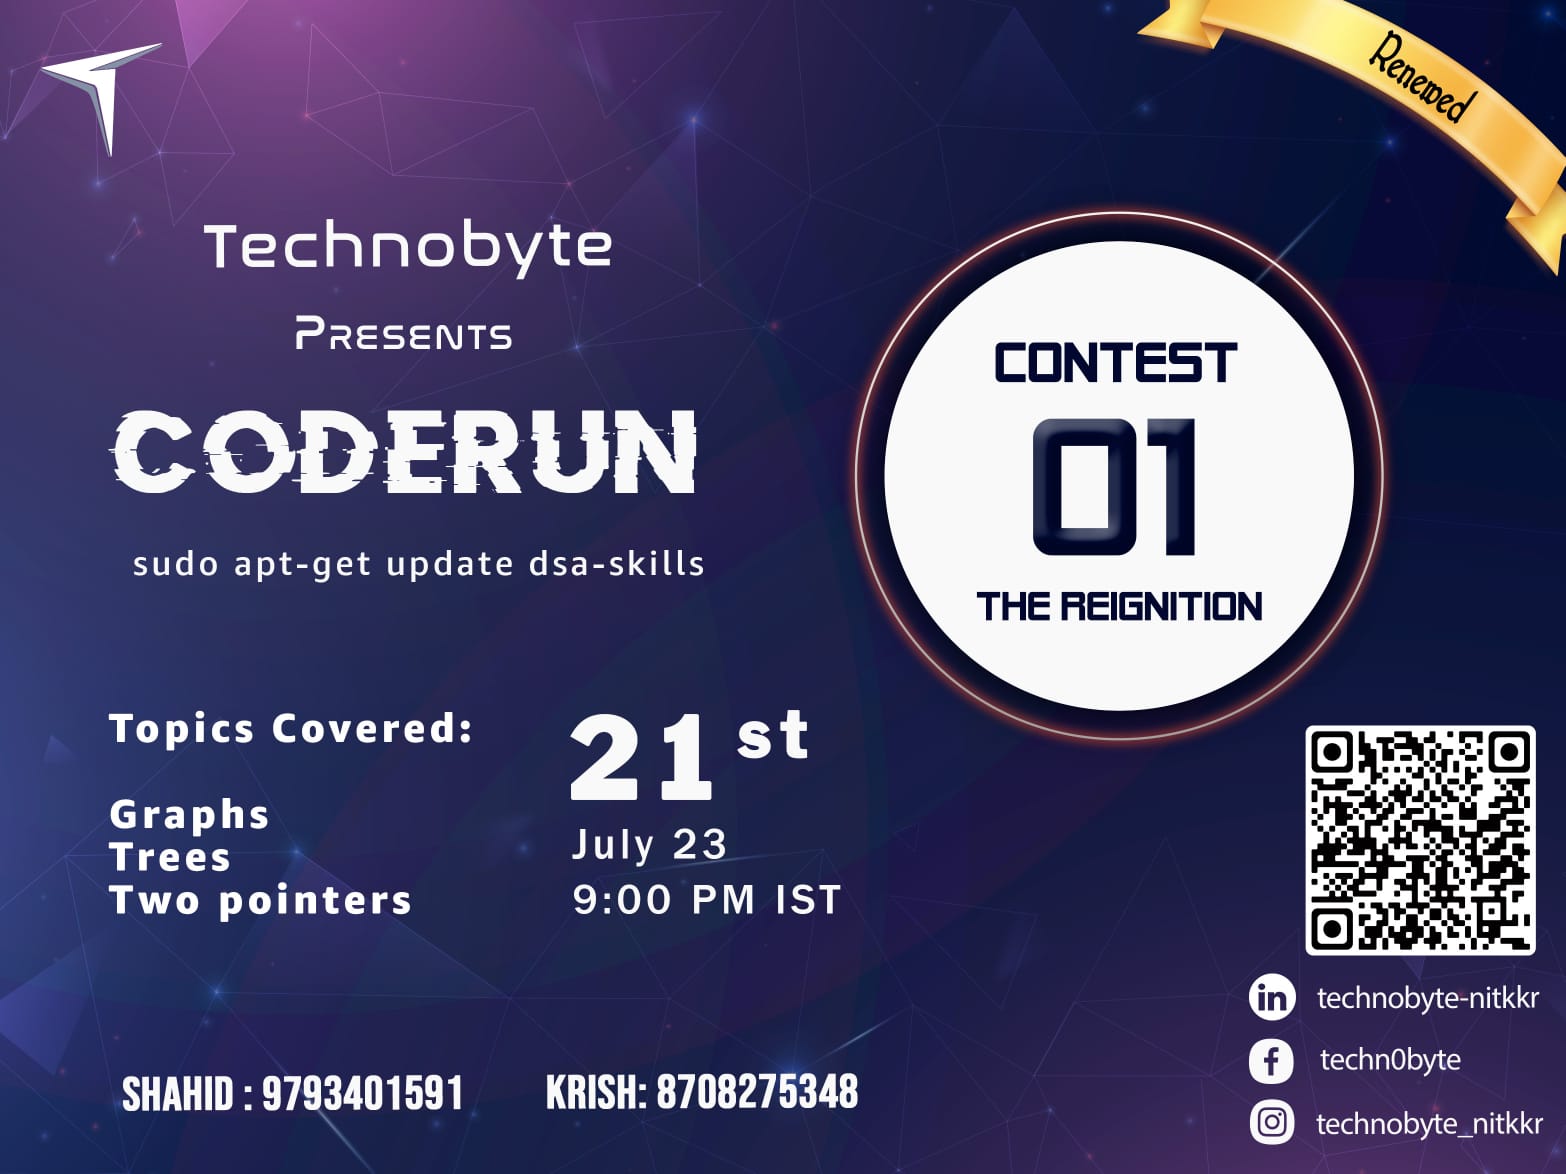 Renewed
Technobyte
Presents
CODERUN
sudo apt-get update dsa-skills
CONTEST
01
THE REIGNITION
Topics Covered:
Graphs
Trees
Two pointers
21st
July 23
9:00 PM IST
technobyte-nitkkr
techn0byte
technobyte_nitkkr
SHAHID : 9793401591
KRISH: 8708275348